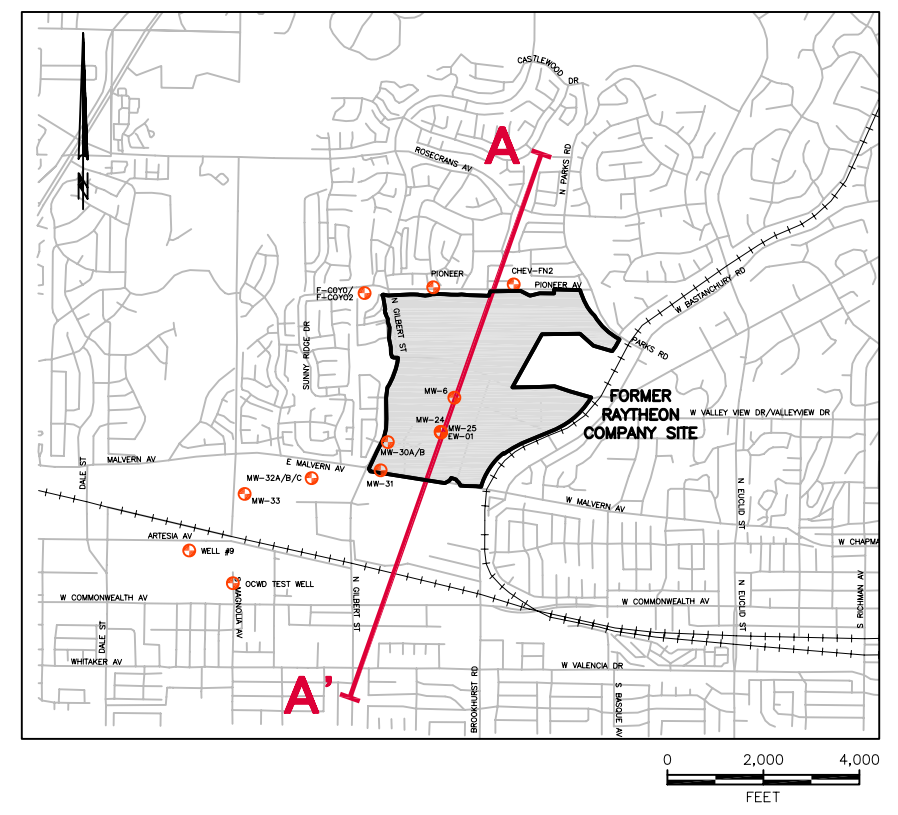 CASTLEWOOD DR
A
ROSECRANS AV
N PARKS RD
N
PIONEER
CHEV-FN2
PIONEER AV
F-COYO/
F-COYO2
N GILBERT ST
W BASTANCHURY RD
SUNNY RIDGE DR
PARKS RD
MW-6
FORMER
RAYTHEON
COMPANY SITE
W VALLEY VIEW DR/VALLEYVIEW DR
MW-24
MW-25
EW-01
MW-30A/B
MALVERN AV
E MALVERN AV
DALE ST
MW-32A/B/C
MW-31
MW-33
N EUCLID ST
W MALVERN AV
ARTESIA AV
WELL #9
W CHAPMA
OCWD TEST WELL
S MAGNOLIA AV
N GILBERT ST
N EUCLID ST
S RICHMAN AV
W COMMONWEALTH AV
W COMMONWEALTH AV
DALE ST
WHITAKER AV
W VALENCIA DR
A'
BROOKHURST RD
S BASQUE AV
0 2,000 4,000
FEET